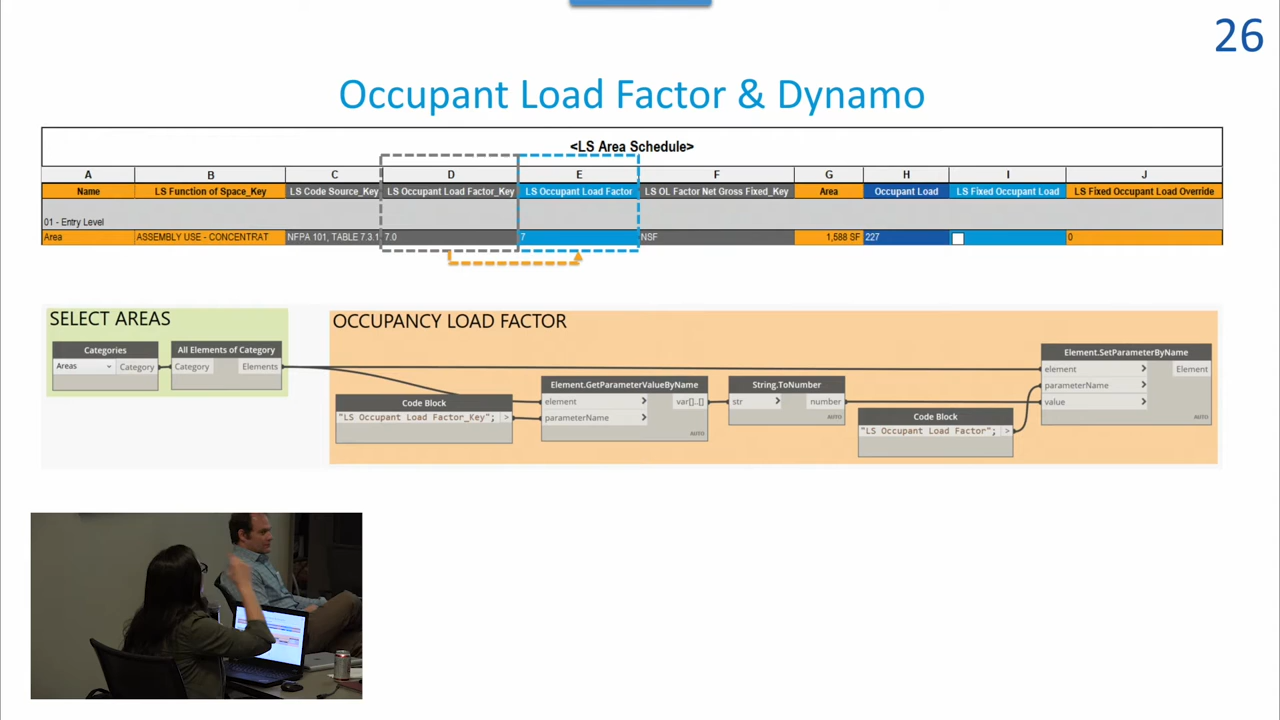 26
Occupant Load Factor & Dynamo
<LS Area Schedule>
A B C D E F G H I J
Name LS Function of Space_Key LS Code Source_Key LS Occupant Load Factor_Key LS Occupant Load Factor LS OL Factor Net Gross Fixed_Key Area Occupant Load LS Fixed Occupant Load LS Fixed Occupant Load Override
01 - Entry Level
Area ASSEMBLY USE - CONCENTRAT NFPA 101, TABLE 7.3.1 7.0 7 NSF 1,588 SF 227 0
SELECT AREAS
Categories
Areas Category
All Elements of Category
Category Elements
OCCUPANCY LOAD FACTOR
Code Block
"LS Occupant Load Factor_Key"; >
Element.GetParameterValueByName
element > var[]..[]
parameterName >
AUTO
String.ToNumber
str > number
AUTO
Code Block
"LS Occupant Load Factor"; >
Element.SetParameterByName
element > Element
parameterName >
value >
AUTO